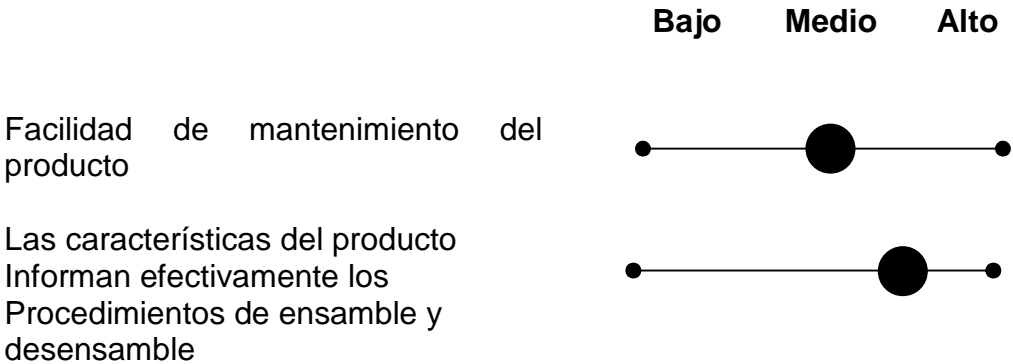 Bajo Medio Alto
Facilidad de mantenimiento del
producto
Las características del producto
Informan efectivamente los
Procedimientos de ensamble y
desensamble